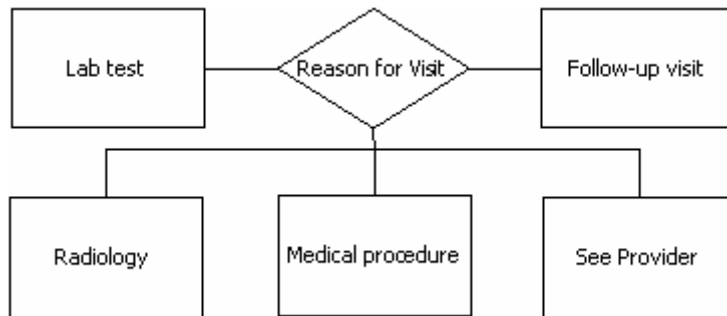 Lab test
Reason for Visit
Follow-up visit
Radiology
Medical procedure
See Provider